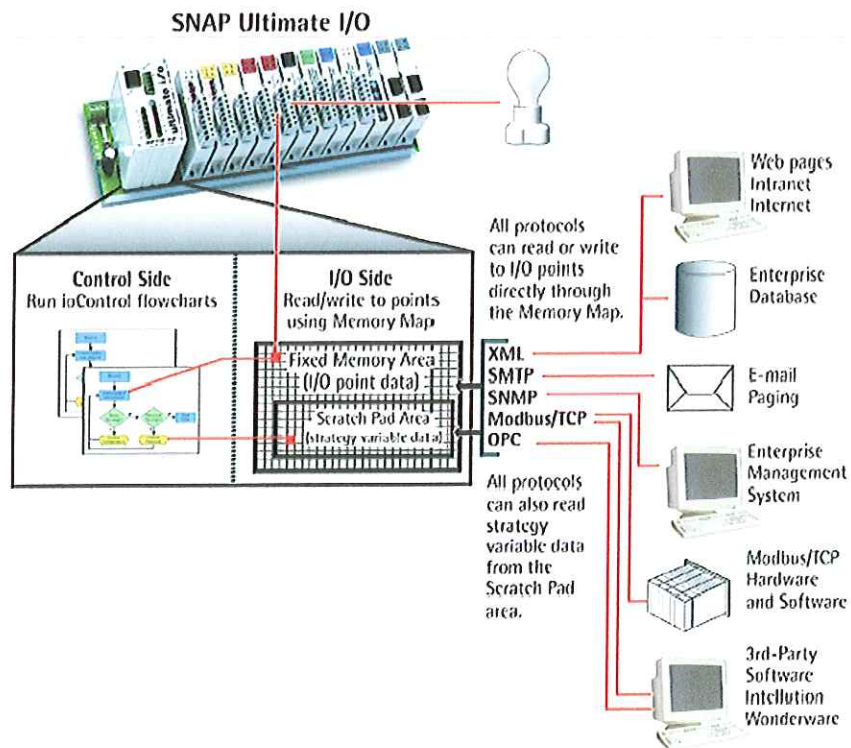 SNAP Ultimate I/O
ultimate i/o
Control Side
Run ioControl flowcharts
I/O Side
Read/write to points
using Memory Map
Fixed Memory Area
(I/O point data)
Scratch Pad Area
(strategy variable data)
All protocols
can read or write
to I/O points
directly through
the Memory Map.
XML
SMTP
SNMP
Modbus/TCP
OPC
All protocols
can also read
strategy
variable data
from the
Scratch Pad
area.
Web pages
Intranet
Internet
Enterprise
Database
E-mail
Paging
Enterprise
Management
System
Modbus/TCP
Hardware
and Software
3rd-Party
Software
Intellution
Wonderware